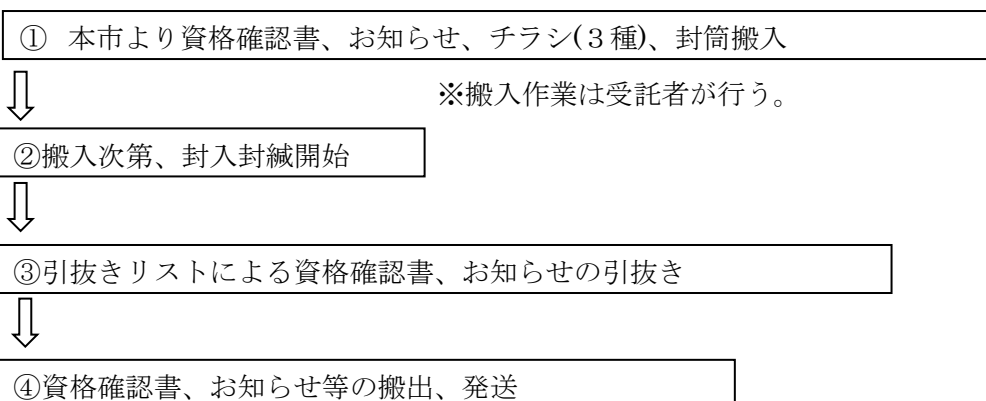 ① 本市より資格確認書、お知らせ、チラシ(３種)、封筒搬入
※搬入作業は受託者が行う。
②搬入次第、封入封緘開始
③引抜きリストによる資格確認書、お知らせの引抜き
④資格確認書、お知らせ等の搬出、発送